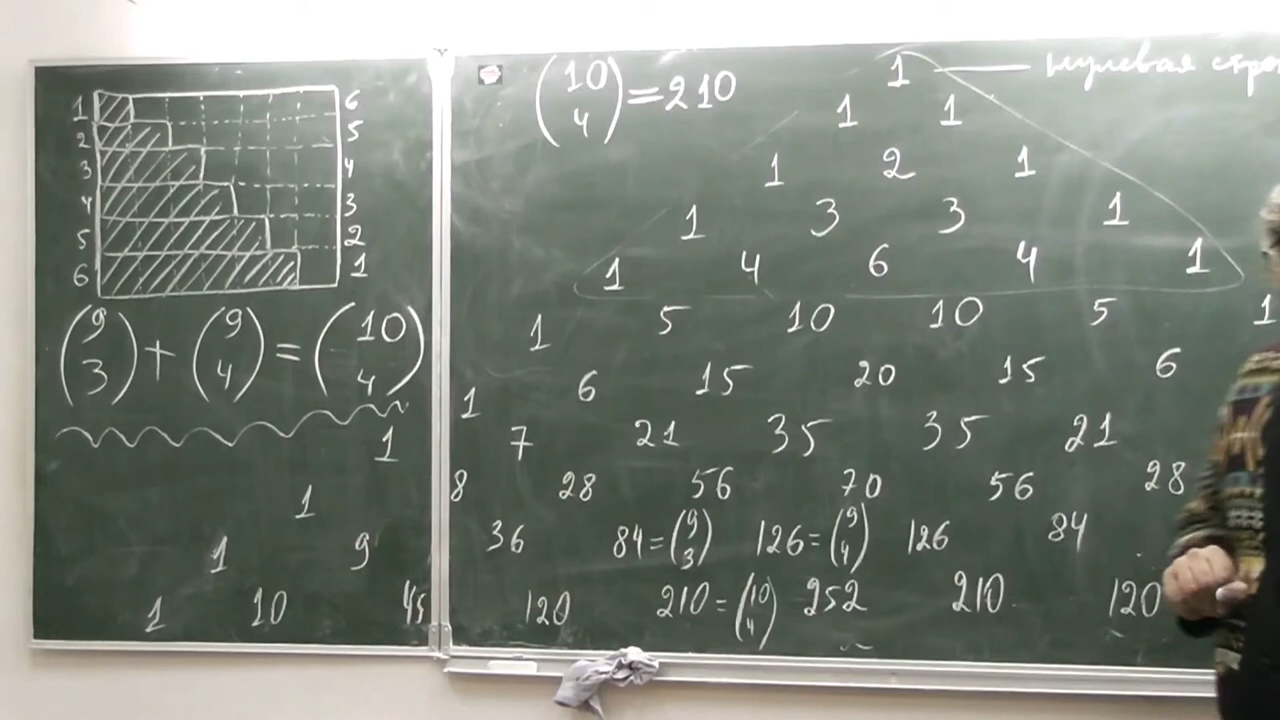 1 6
2 5
3 4
4 3
5 2
6 1
(9 3) + (9 4) = (10 4)
(10 4) = 210
1 — нулевая
1 1
1 2 1
1 3 3 1
1 4 6 4 1
1 5 10 10 5 1
1 6 15 20 15 6
1 7 21 35 35 21
1 8 28 56 70 56 28
1 9 36 84 = (9 3) 126 = (9 4) 126 84
1 10 45 120 210 = (10 4) 252 210 120